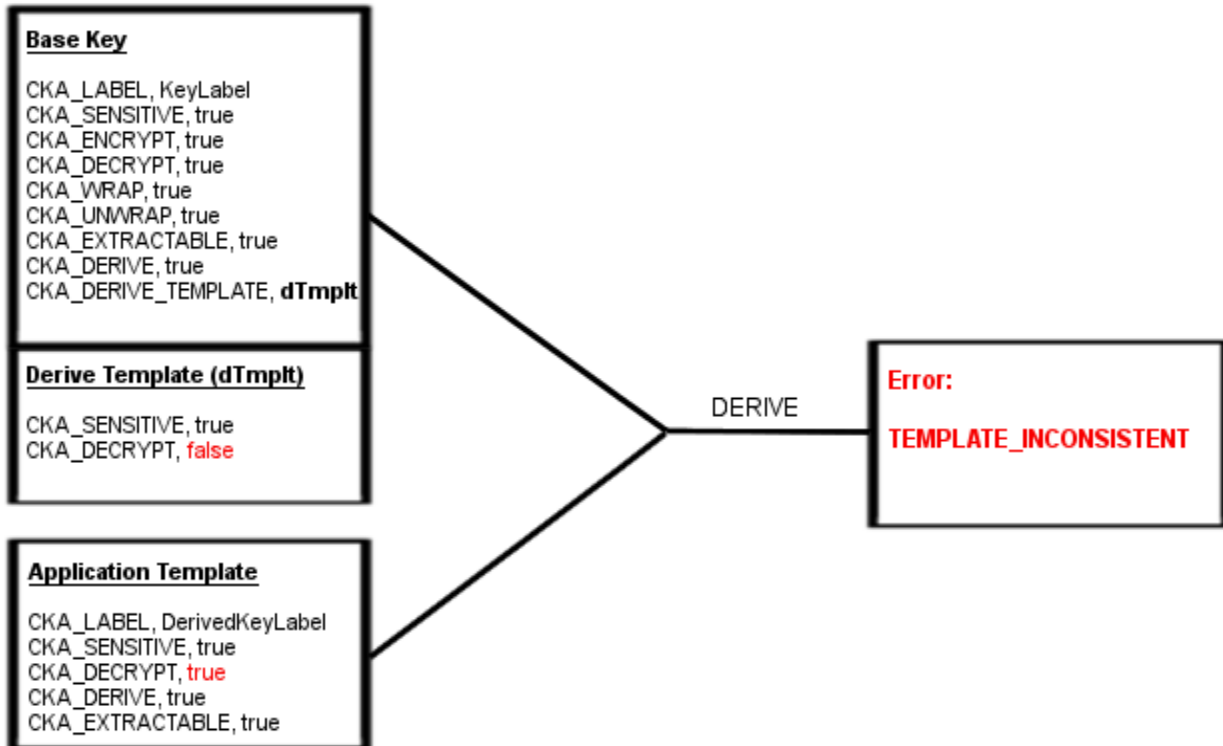 Base Key
CKA_LABEL, KeyLabel
CKA_SENSITIVE, true
CKA_ENCRYPT, true
CKA_DECRYPT, true
CKA_WRAP, true
CKA_UNWRAP, true
CKA_EXTRACTABLE, true
CKA_DERIVE, true
CKA_DERIVE_TEMPLATE, dTmplt
Derive Template (dTmplt)
CKA_SENSITIVE, true
CKA_DECRYPT, false
Application Template
CKA_LABEL, DerivedKeyLabel
CKA_SENSITIVE, true
CKA_DECRYPT, true
CKA_DERIVE, true
CKA_EXTRACTABLE, true
DERIVE
Error:
TEMPLATE_INCONSISTENT